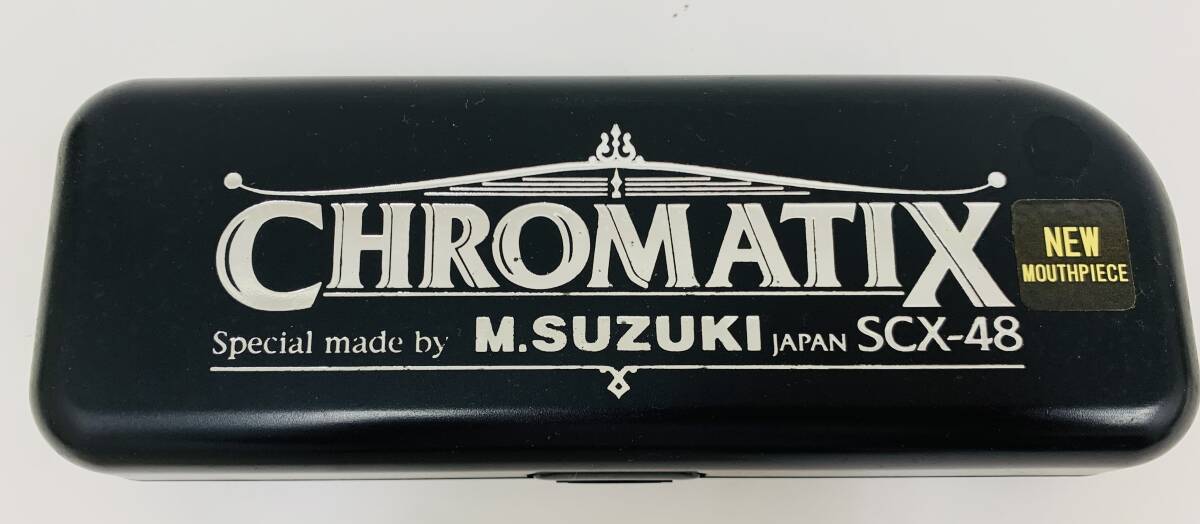 CHROMATIX
NEW
MOUTHPIECE
Special made by M.SUZUKI JAPAN SCX-48